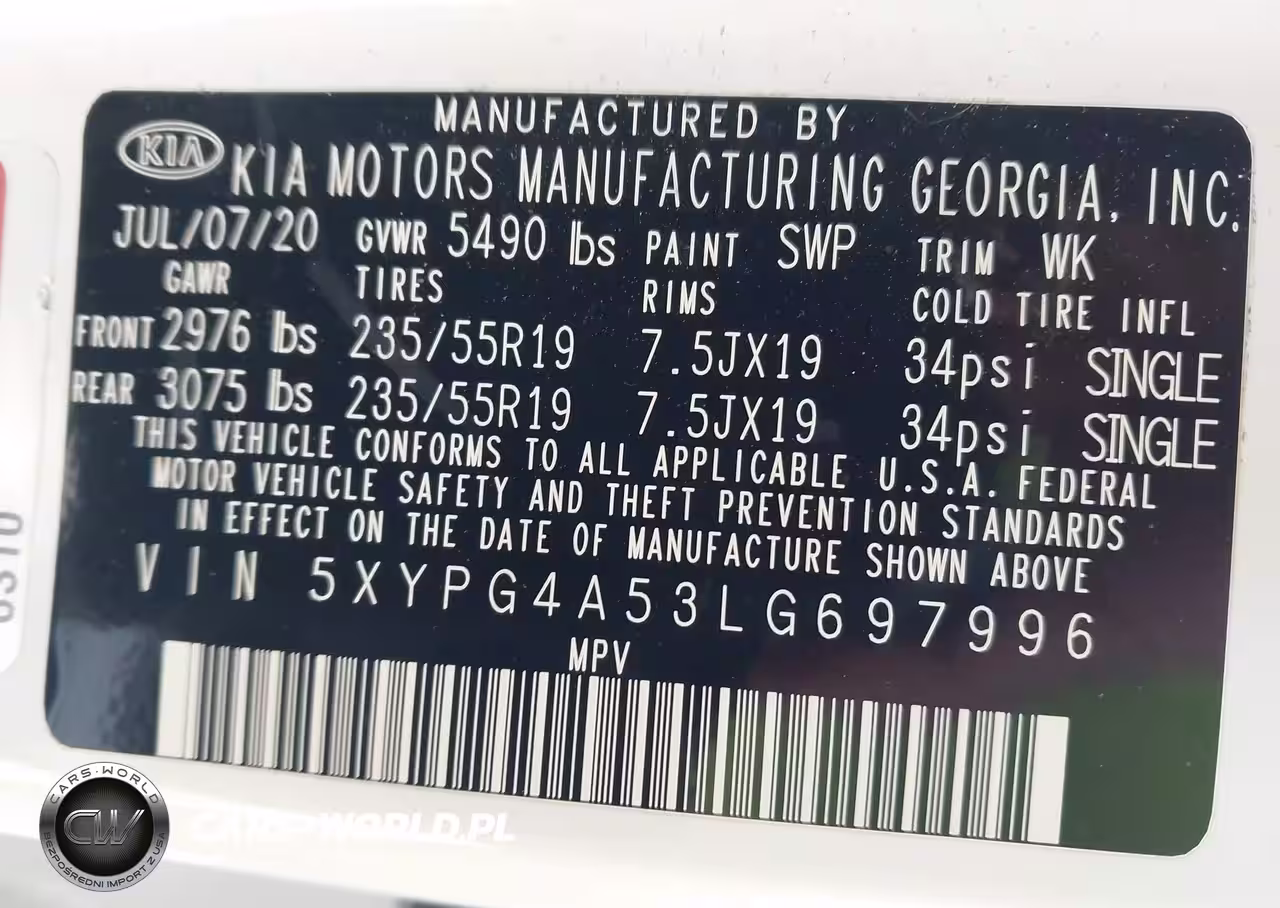 MANUFACTURED BY
KIA
KIA MOTORS MANUFACTURING GEORGIA, INC.
JUL/07/20 GVWR 5490 lbs PAINT SWP TRIM WK
GAWR TIRES RIMS COLD TIRE INFL
FRONT 2976 lbs 235/55R19 7.5JX19 34psi SINGLE
REAR 3075 lbs 235/55R19 7.5JX19 34psi SINGLE
THIS VEHICLE CONFORMS TO ALL APPLICABLE U.S.A. FEDERAL
MOTOR VEHICLE SAFETY AND THEFT PREVENTION STANDARDS
IN EFFECT ON THE DATE OF MANUFACTURE SHOWN ABOVE
VIN 5XYPG4A53LG697996
MPV
CARS-WORLD
CW
BEZPOŚREDNI IMPORT Z USA
CARS-WORLD.PL